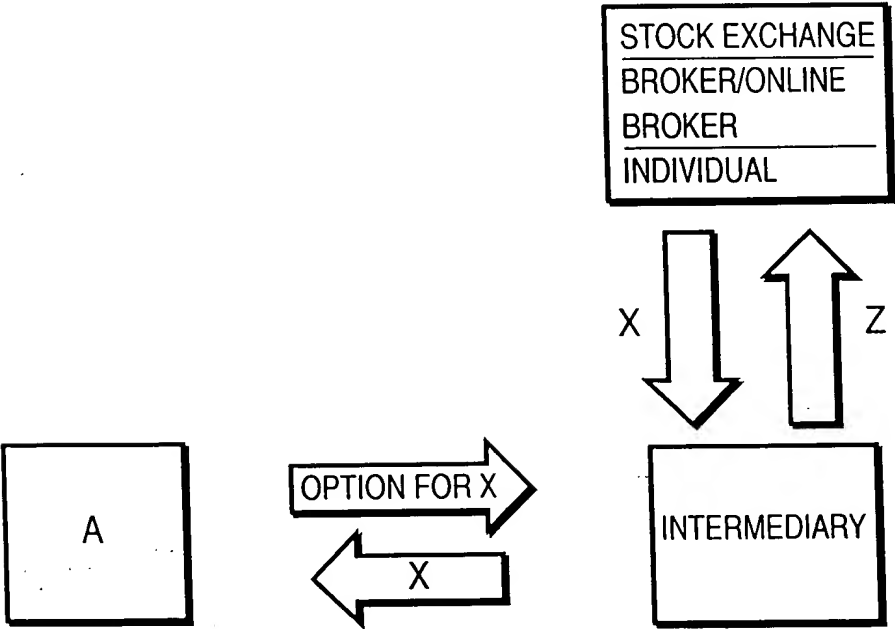 STOCK EXCHANGE
BROKER/ONLINE
BROKER
INDIVIDUAL
X
Z
OPTION FOR X
A
INTERMEDIARY
X